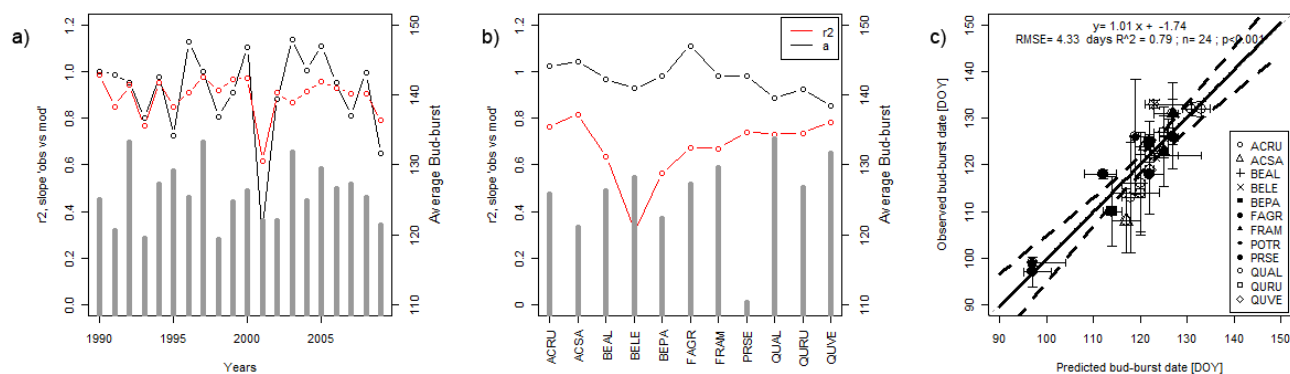 a)
r2, slope 'obs vs mod'
0.0 0.2 0.4 0.6 0.8 1.0 1.2
1990 1995 2000 2005
Years
110 120 130 140 150
Average Bud-burst
b)
r2, slope 'obs vs mod'
0 0.2 0.4 0.6 0.8 1 1.2
r2
a
ACRU ACSA BEAL BELE BEPA FAGR FRAM PRSE QUAL QURU QUVE
110 120 130 140 150
Average Bud-burst
c)
y= 1.01 x + -1.74
RMSE= 4.33 days R^2 = 0.79 ; n= 24 ; p<0.001
Observed bud-burst date [DOY]
90 100 110 120 130 140 150
ACRU
ACSA
BEAL
BELE
BEPA
FAGR
FRAM
POTR
PRSE
QUAL
QURU
QUVE
90 100 110 120 130 140 150
Predicted bud-burst date [DOY]